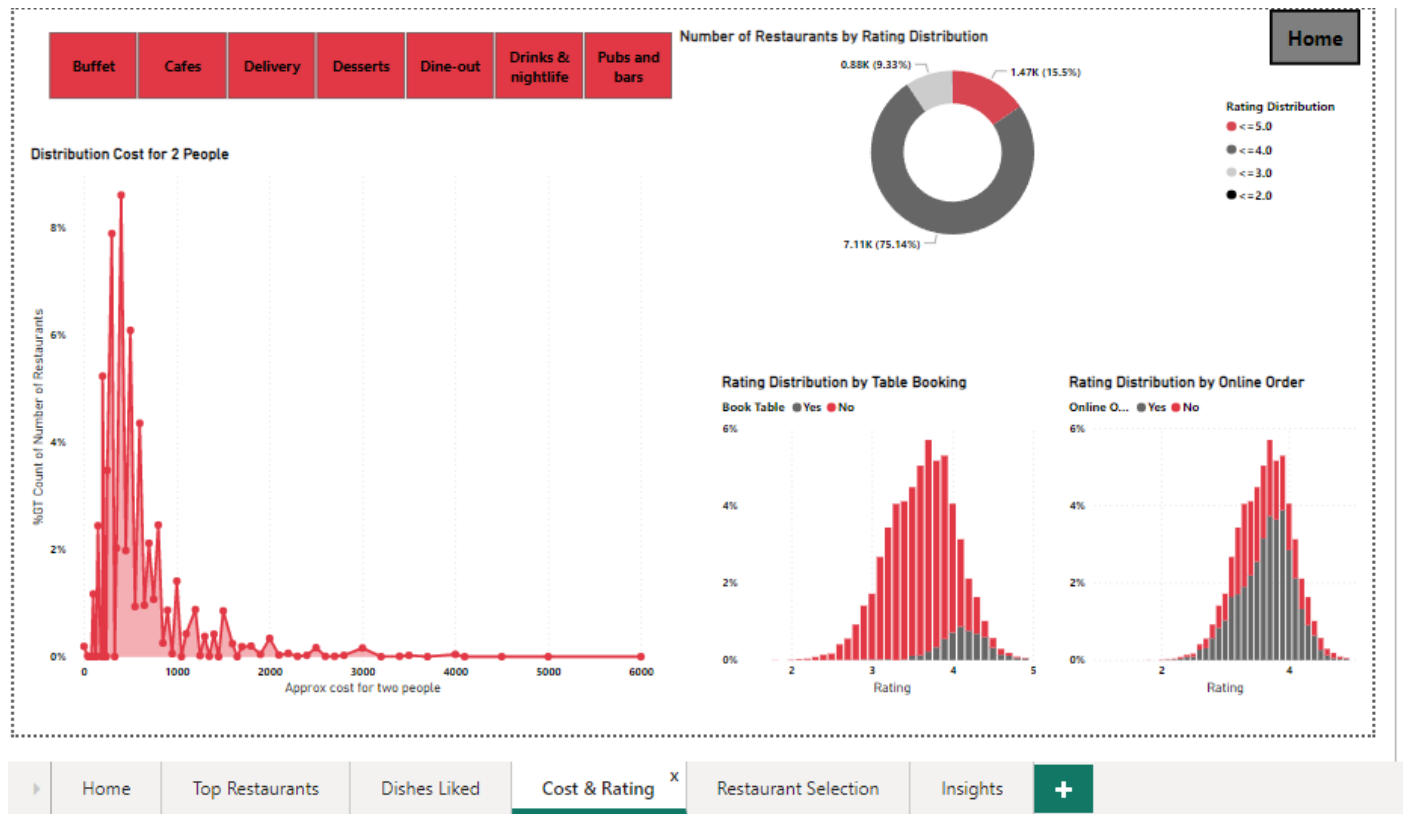 Buffet
Cafes
Delivery
Desserts
Dine-out
Drinks &
nightlife
Pubs and
bars
Number of Restaurants by Rating Distribution
Home
0.88K (9.33%)
1.47K (15.5%)
7.11K (75.14%)
Rating Distribution
<=5.0
<=4.0
<=3.0
<=2.0
Distribution Cost for 2 People
%GT Count of Number of Restaurants
8%
6%
4%
2%
0%
0
1000
2000
3000
4000
5000
6000
Approx cost for two people
Rating Distribution by Table Booking
Book Table Yes No
6%
4%
2%
0%
2
3
4
5
Rating
Rating Distribution by Online Order
Online O... Yes No
6%
4%
2%
0%
2
4
Rating
Home
Top Restaurants
Dishes Liked
Cost & Rating
x
Restaurant Selection
Insights
+